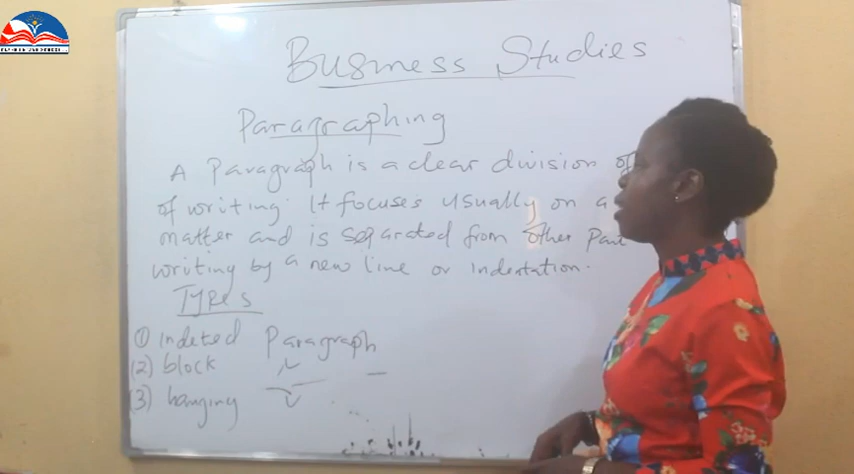 Business Studies
Paragraphing
A Paragraph is a clear division of
of writing. It focuses usually on a
matter and is separated from other Par
writing by a new line or indentation.
TYPES
① indeted Paragraph
(2) block "
(3) hanging "